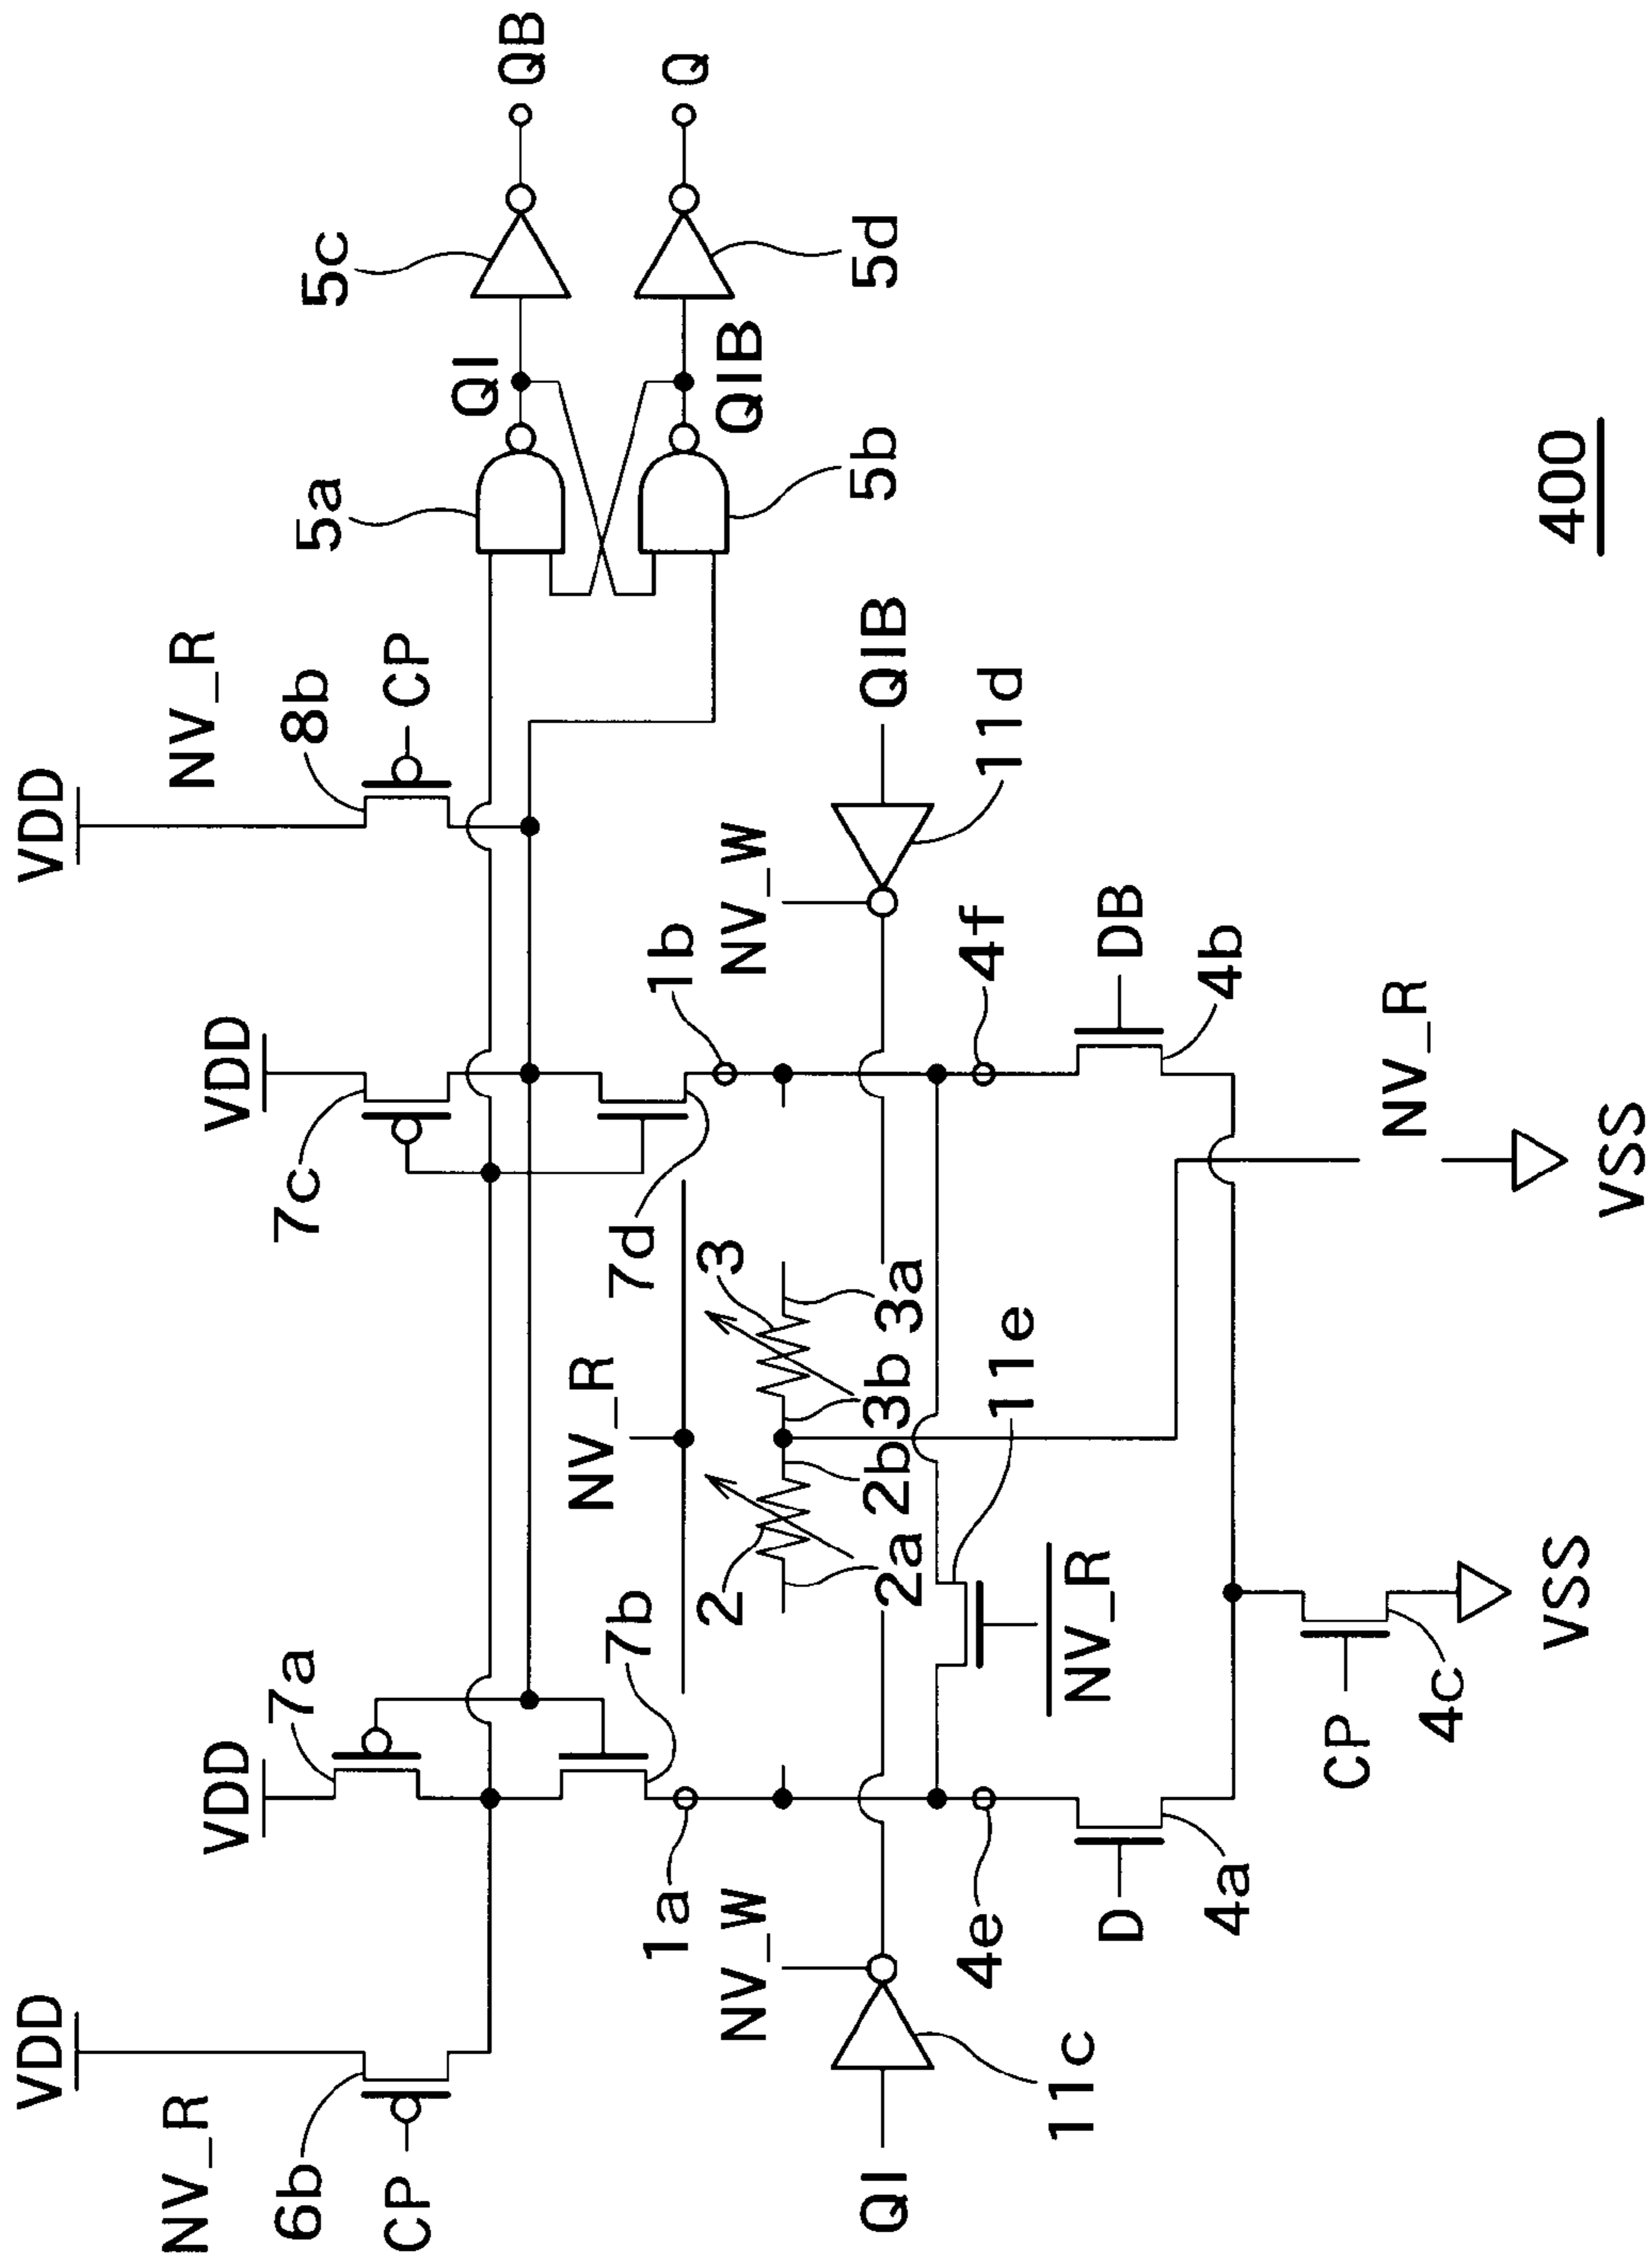 VDD
VDD
NV_R
NV_R
6b
8b
CP
CP
VDD
VDD
7a
7c
5a
5c
QI
QB
7b
7d
NV_R
1a
1b
QIB
Q
2
3
NV_W
NV_W
5b
5d
QI
2a
2b
3b
3a
QIB
11c
11d
4e
11e
4f
NV_R
D
DB
4a
4b
CP
4c
NV_R
VSS
VSS
400